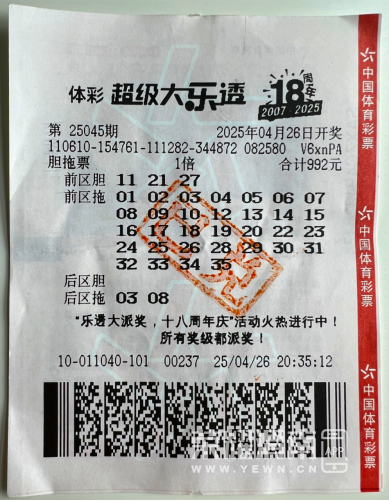 体彩 超级大乐透 18周年 2007-2025
第 25045期 2025年04月26日开奖
110610-154761-111282-344872 082580 V6xnPA
胆拖票 1倍 合计992元
前区胆 11 21 27
前区拖 01 02 03 04 05 06 07
08 09 10 12 13 14 15
16 17 18 19 20 22 23
24 25 26 28 29 30 31
32 33 34 35
后区胆
后区拖 03 08
“乐透大派奖，十八周年庆”活动火热进行中！
所有奖级都派奖！
10-011040-101 00237 25/04/26 20:35:12
中国体育彩票
中国体育彩票
中国体育彩票
WWW.YEWN.CN
APP